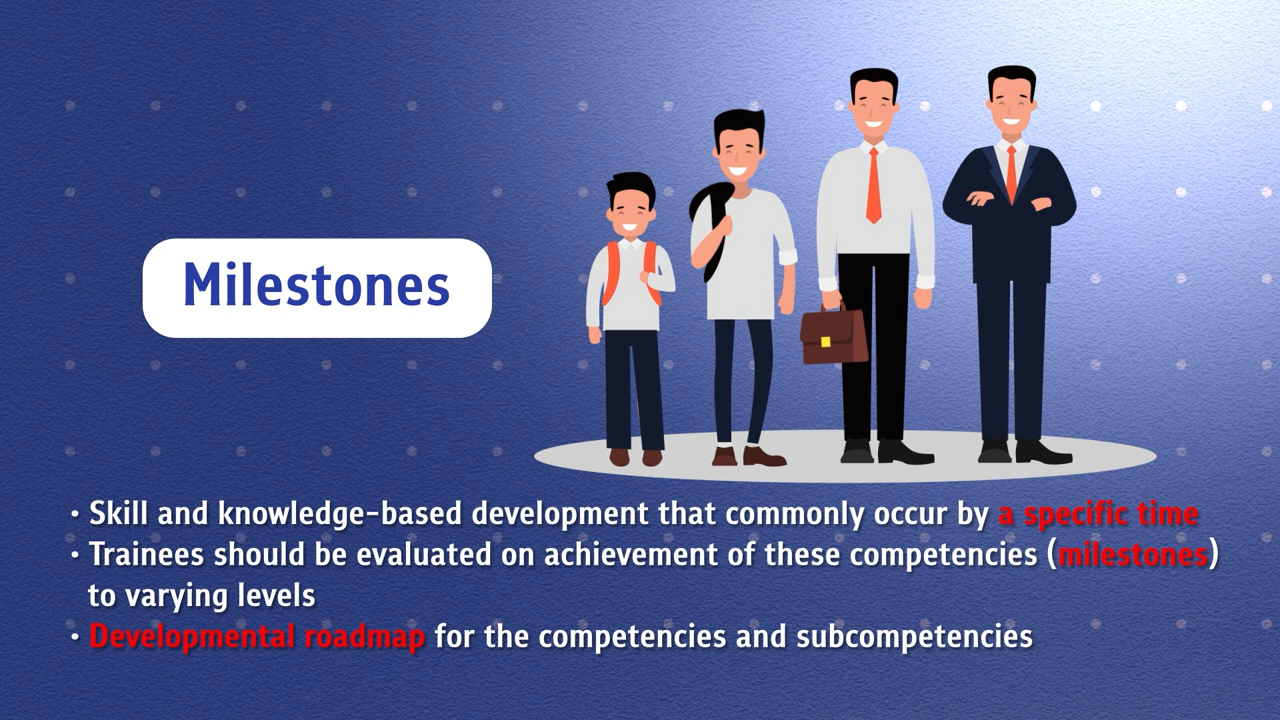 Milestones
• Skill and knowledge-based development that commonly occur by a specific time
• Trainees should be evaluated on achievement of these competencies (milestones)
to varying levels
• Developmental roadmap for the competencies and subcompetencies